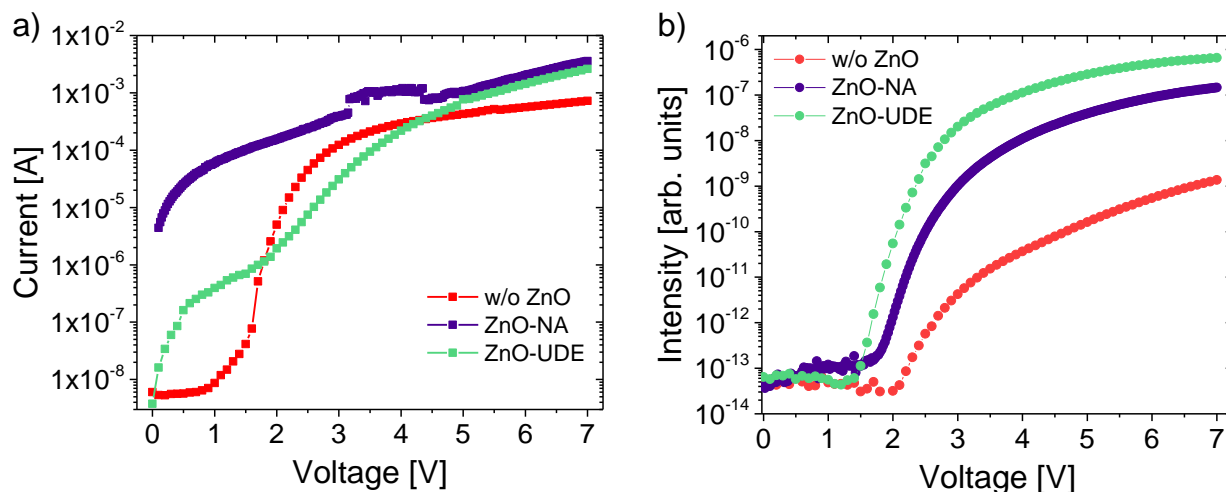 a)
Current [A]
1x10⁻²
1x10⁻³
1x10⁻⁴
1x10⁻⁵
1x10⁻⁶
1x10⁻⁷
1x10⁻⁸
w/o ZnO
ZnO-NA
ZnO-UDE
0 1 2 3 4 5 6 7
Voltage [V]
b)
Intensity [arb. units]
10⁻⁶
10⁻⁷
10⁻⁸
10⁻⁹
10⁻¹⁰
10⁻¹¹
10⁻¹²
10⁻¹³
10⁻¹⁴
w/o ZnO
ZnO-NA
ZnO-UDE
0 1 2 3 4 5 6 7
Voltage [V]